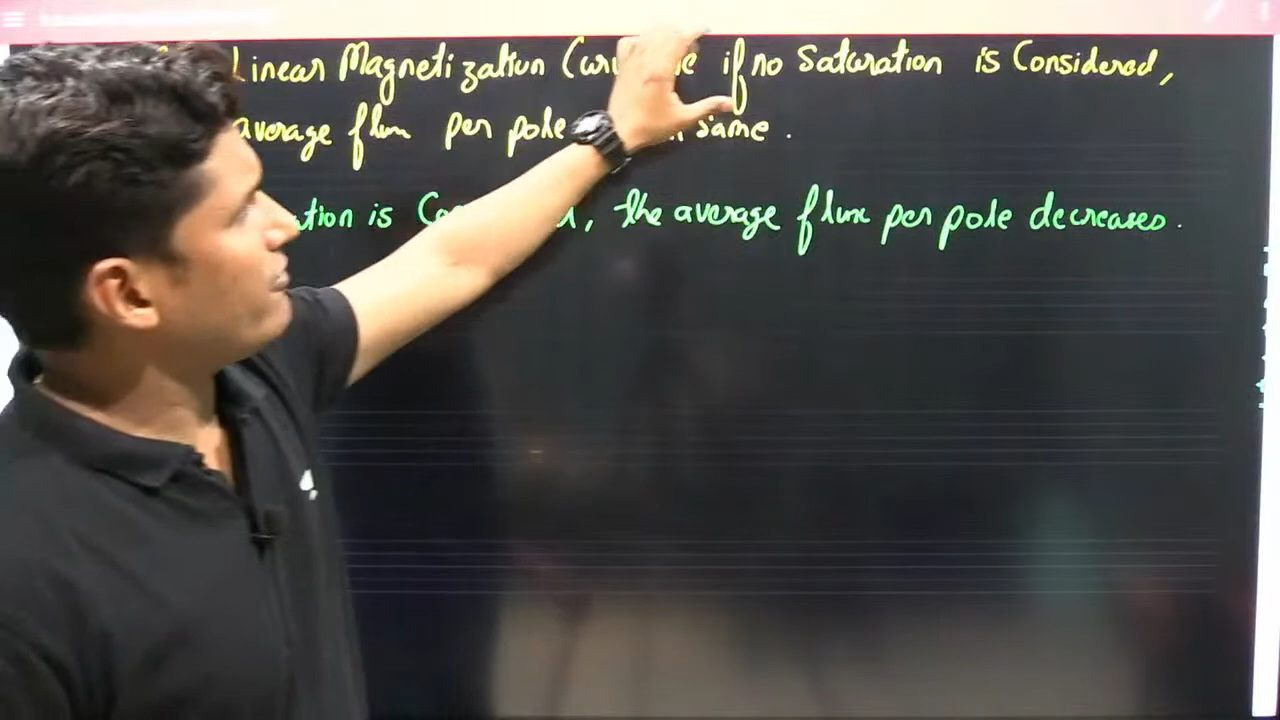 Linear Magnetization if no Saturation is Considered,
average flux per pole same .
is , the average flux per pole decreases .